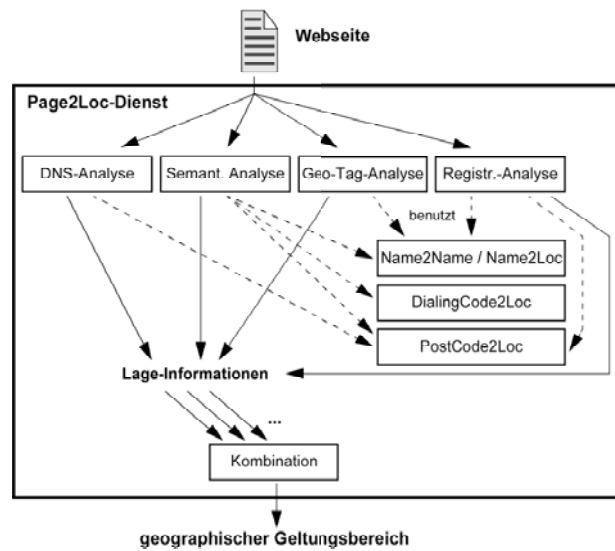 Webseite
Page2Loc-Dienst
DNS-Analyse
Semant. Analyse
Geo-Tag-Analyse
Registr.-Analyse
benutzt
Name2Name / Name2Loc
DialingCode2Loc
PostCode2Loc
Lage-Informationen
...
Kombination
geographischer Geltungsbereich